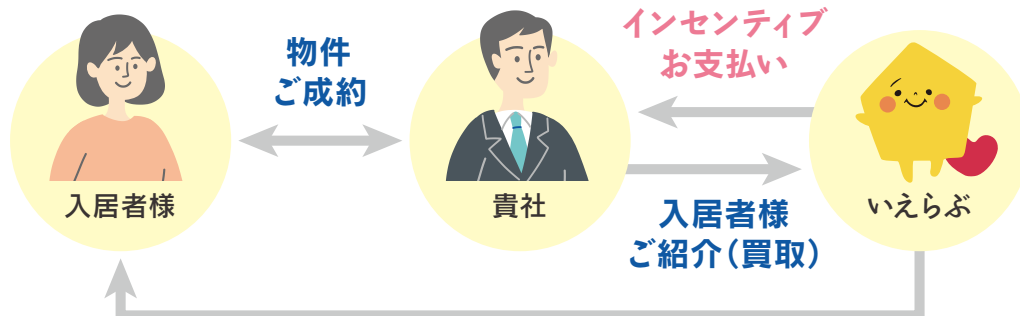 物件
ご成約
インセンティブ
お支払い
入居者様
貴社
いえらぶ
入居者様
ご紹介（買取）